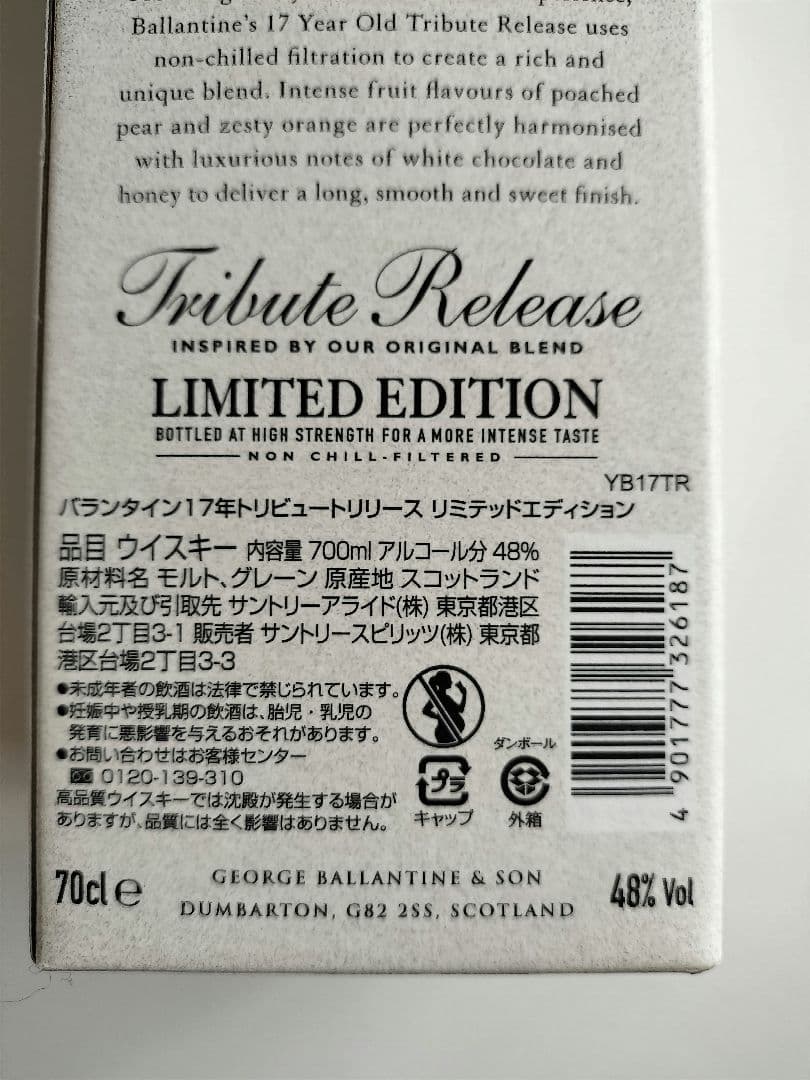 Ballantine's 17 Year Old Tribute Release uses
non-chilled filtration to create a rich and
unique blend. Intense fruit flavours of poached
pear and zesty orange are perfectly harmonised
with luxurious notes of white chocolate and
honey to deliver a long, smooth and sweet finish.
Tribute Release
INSPIRED BY OUR ORIGINAL BLEND
LIMITED EDITION
BOTTLED AT HIGH STRENGTH FOR A MORE INTENSE TASTE
NON CHILL-FILTERED
YB17TR
バランタイン17年トリビュートリリース リミテッドエディション
品目 ウイスキー 内容量 700ml アルコール分 48%
原材料名 モルト、グレーン 原産地 スコットランド
輸入元及び引取先 サントリーアライド(株) 東京都港区
台場2丁目3-1 販売者 サントリースピリッツ(株) 東京都
港区台場2丁目3-3
●未成年者の飲酒は法律で禁じられています。
●妊娠中や授乳期の飲酒は、胎児・乳児の
発育に悪影響を与えるおそれがあります。
●お問い合わせはお客様センター
0120-139-310
高品質ウイスキーでは沈殿が発生する場合が
ありますが、品質には全く影響はありません。
プラ
キャップ
ダンボール
外箱
4 901777 326187
70cl e
GEORGE BALLANTINE & SON
DUMBARTON, G82 2SS, SCOTLAND
48% Vol